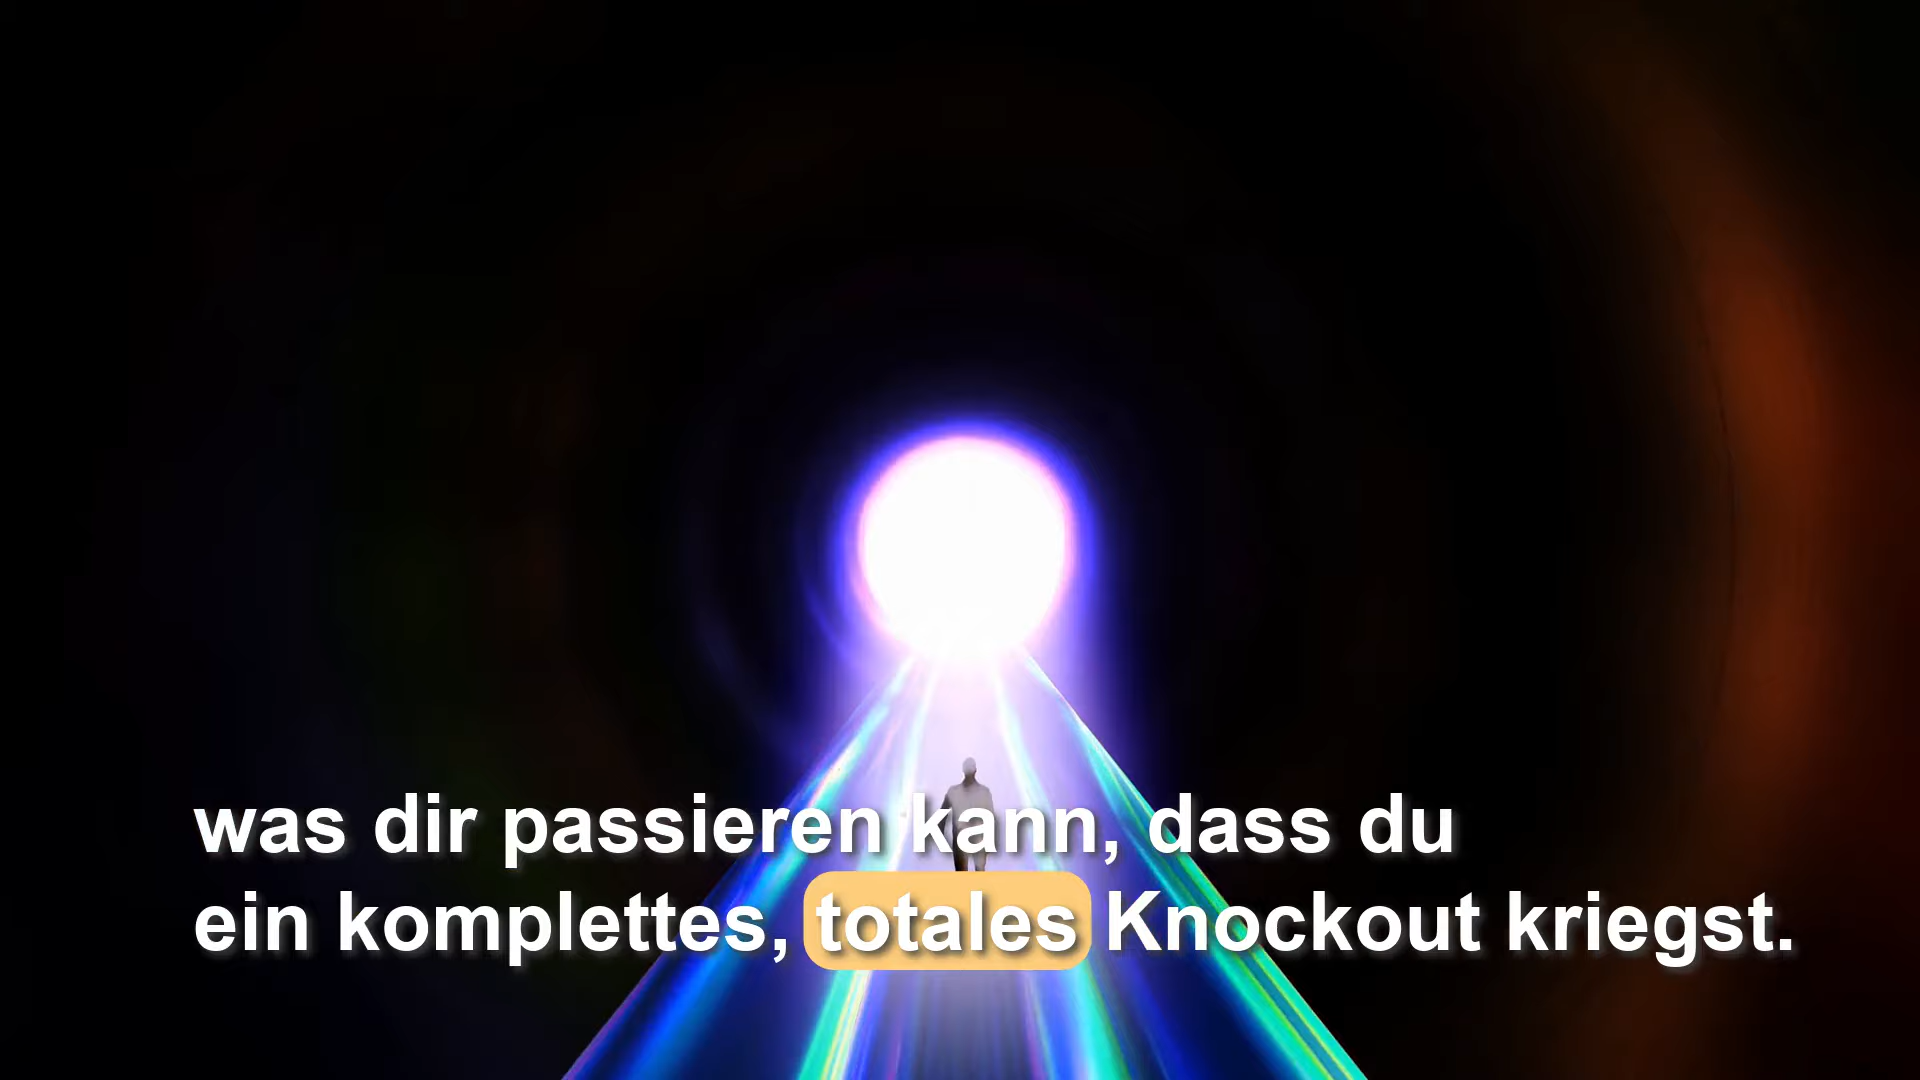 was dir passieren kann, dass du
ein komplettes, totales Knockout kriegst.